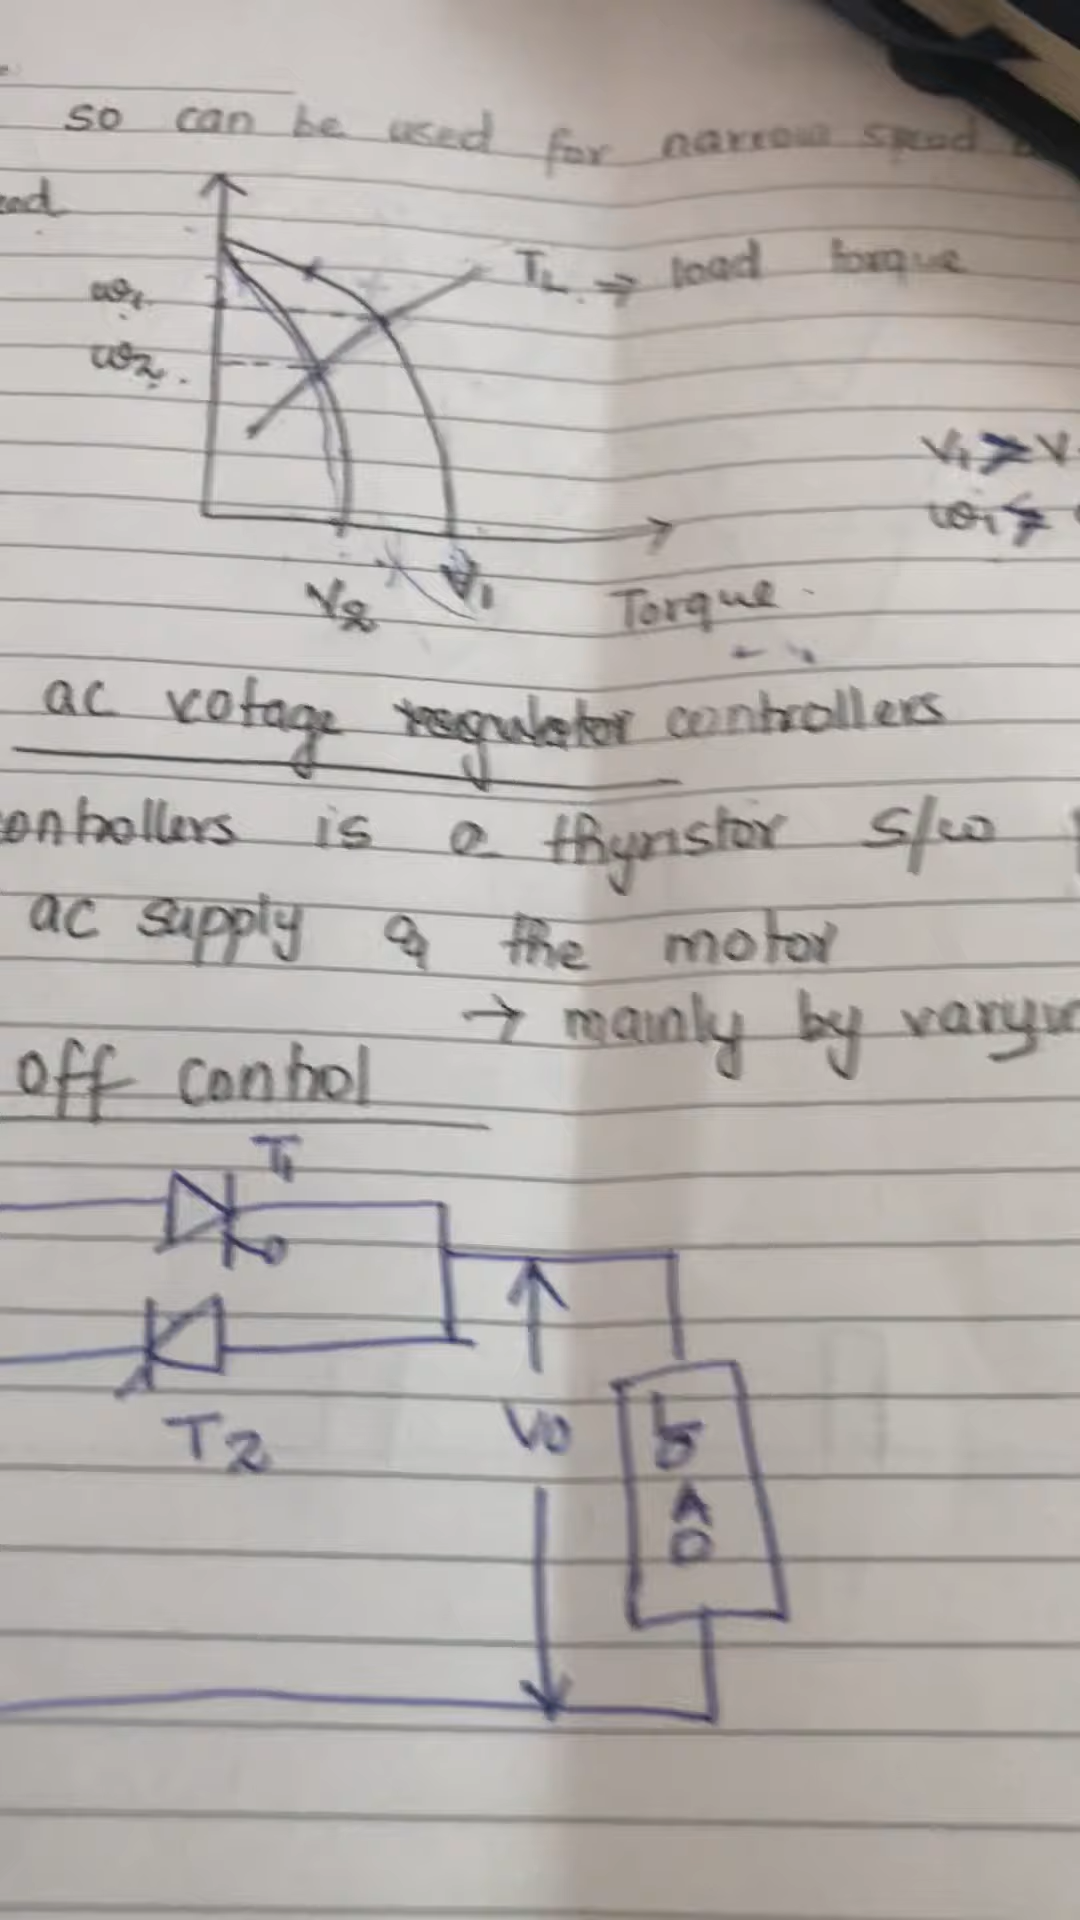 so can be used for narrow speed
TL → load torque
ω1
ω2
V1 > V
ω1 >
V2 V1 Torque
ac votage regulator controllers
ontrollers is a thyristor s/w
ac supply & the motor
→ mainly by varyin
off control
T1
T2
V0
LOAD